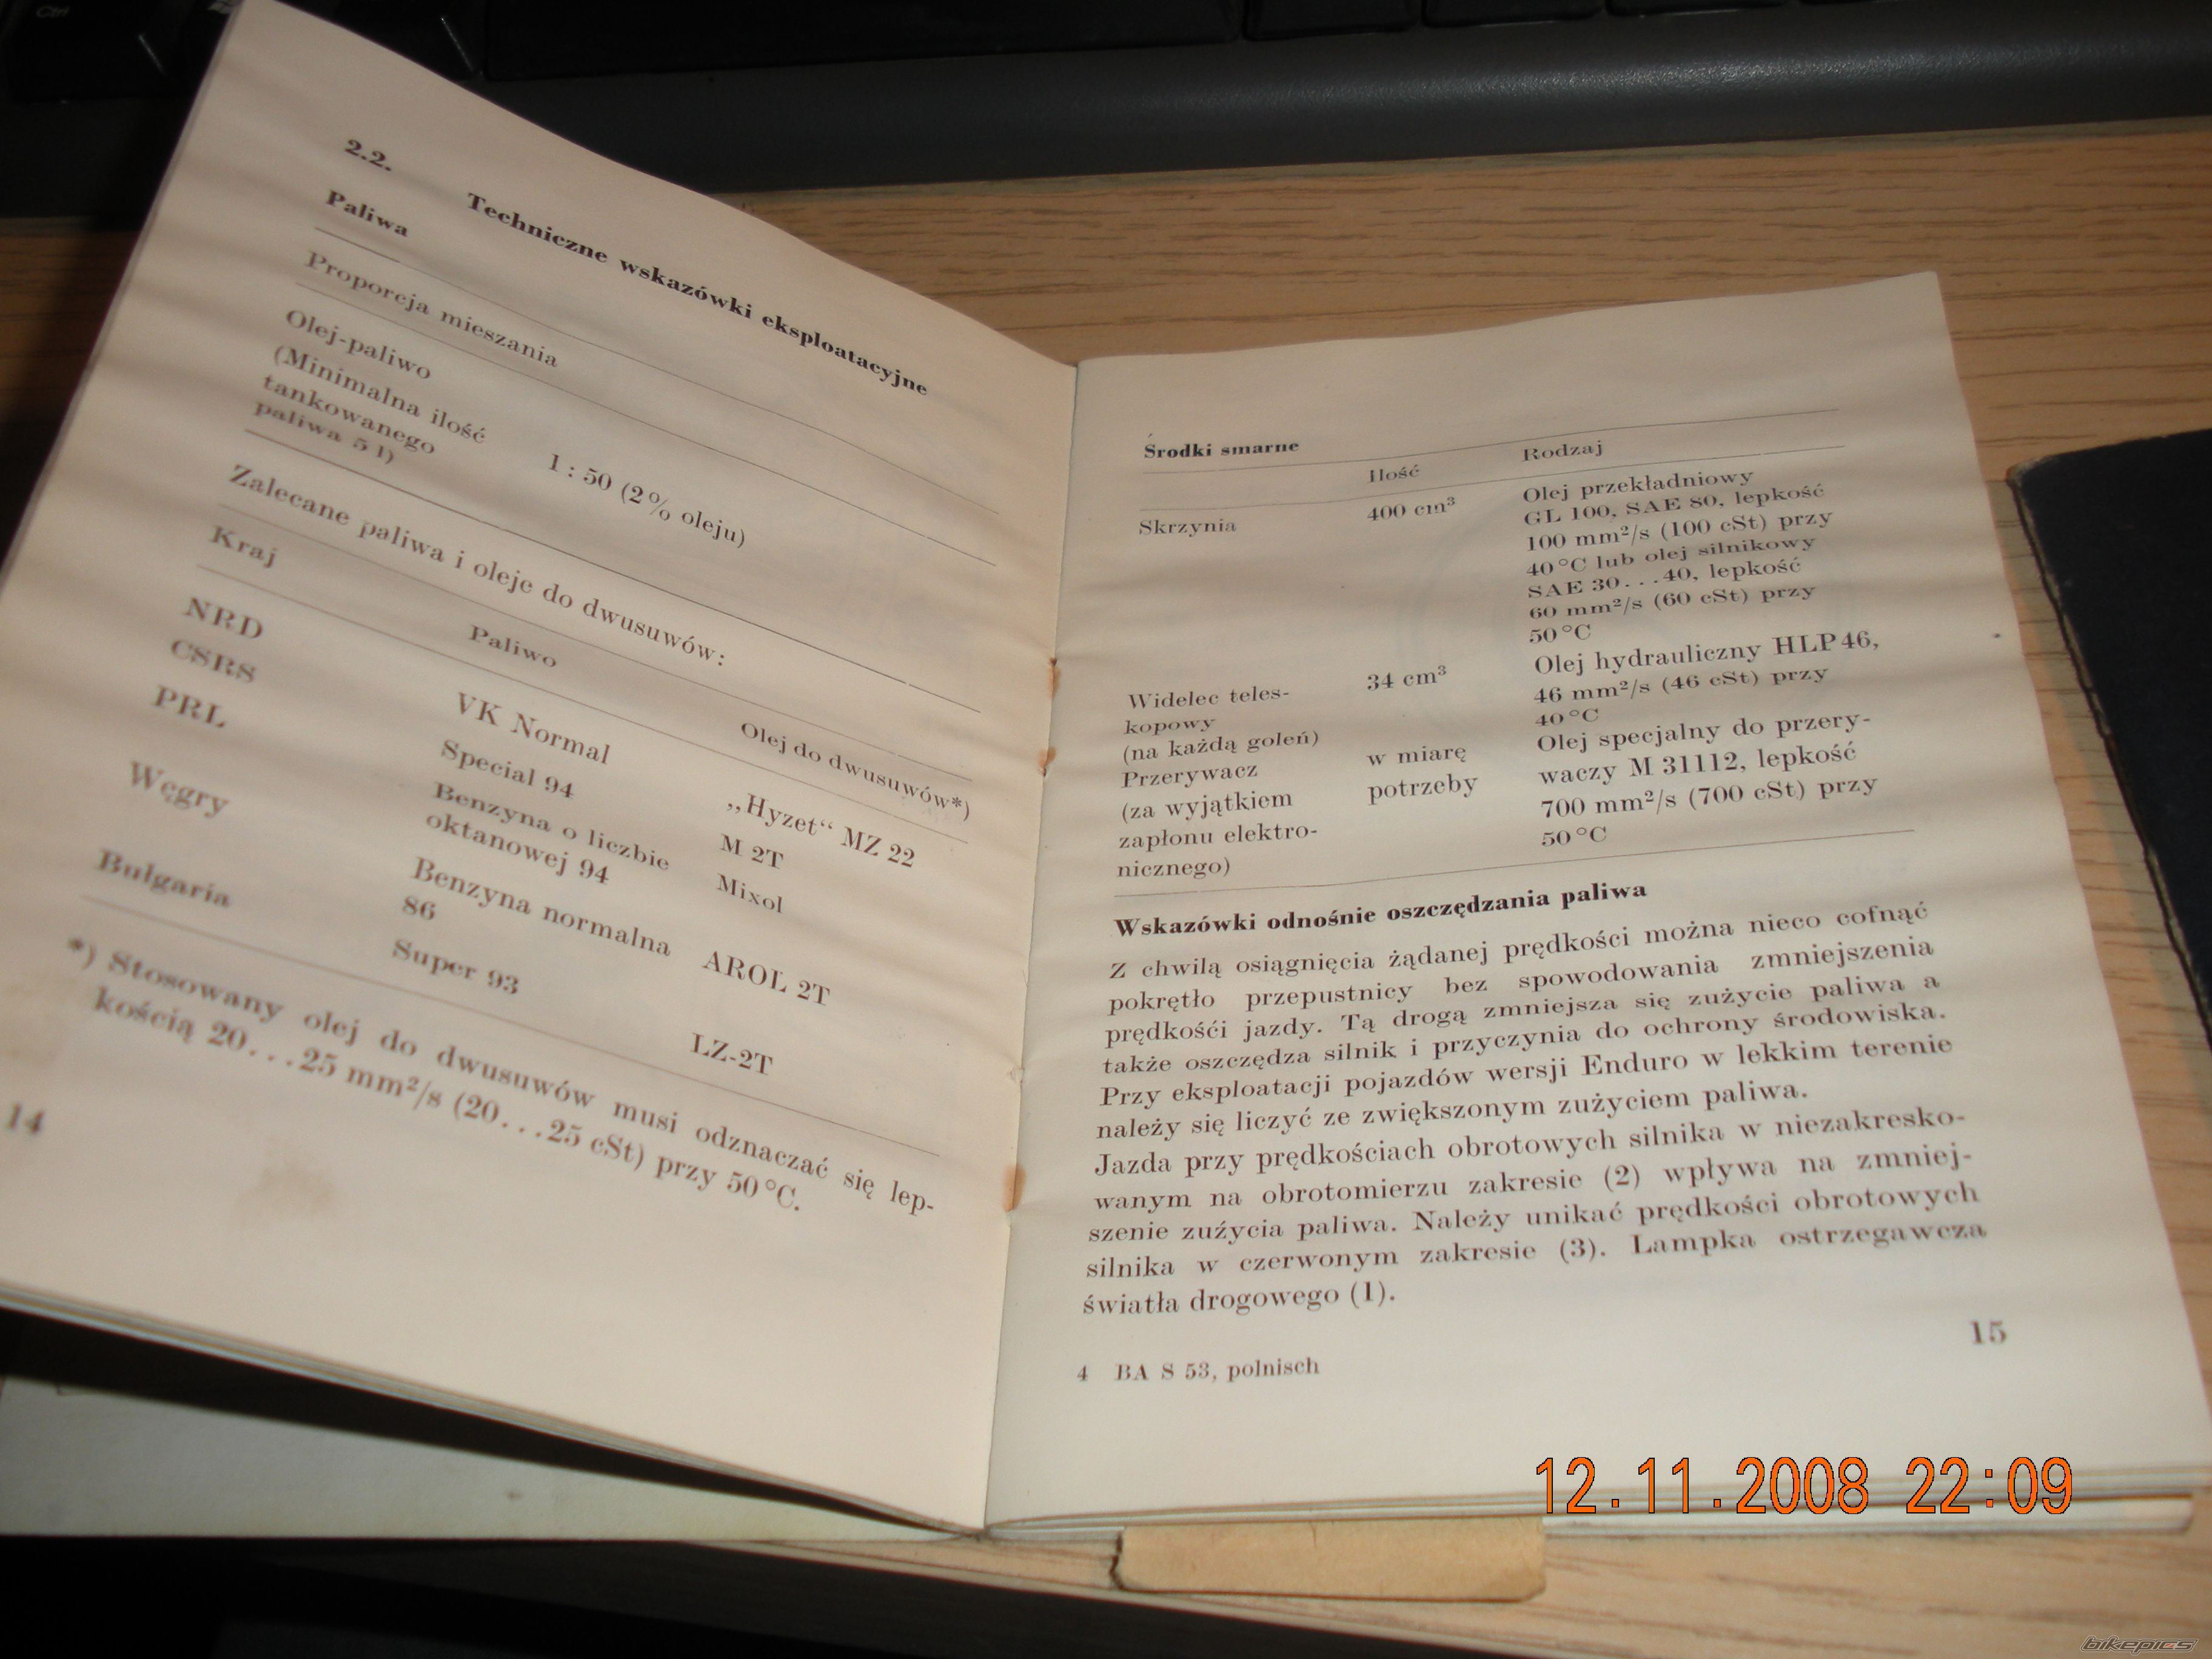 Ctrl
2.2. Techniczne wskazówki eksploatacyjne
Paliwa
Proporcja mieszania
Olej-paliwo
(Minimalna ilość
tankowanego
paliwa 5 l) 1 : 50 (2 % oleju)
Zalecane paliwa i oleje do dwusuwów:
Kraj Paliwo Olej do dwusuwów*)
NRD VK Normal „Hyzet“ MZ 22
CSRS Special 94 M 2T
PRL Benzyna o liczbie Mixol
oktanowej 94
Węgry Benzyna normalna AROL 2T
86
Bułgaria Super 93 LZ-2T
*) Stosowany olej do dwusuwów musi odznaczać się lep-
kością 20...25 mm²/s (20...25 cSt) przy 50 °C.
14
Środki smarne
Ilość Rodzaj
Skrzynia 400 cm³ Olej przekładniowy
GL 100, SAE 80, lepkość
100 mm²/s (100 cSt) przy
40 °C lub olej silnikowy
SAE 30...40, lepkość
60 mm²/s (60 cSt) przy
50 °C
Widelec teles- 34 cm³ Olej hydrauliczny HLP 46,
kopowy 46 mm²/s (46 cSt) przy
(na każdą goleń) 40 °C
Przerywacz w miarę Olej specjalny do przery-
(za wyjątkiem potrzeby waczy M 31112, lepkość
zapłonu elektro- 700 mm²/s (700 cSt) przy
nicznego) 50 °C
Wskazówki odnośnie oszczędzania paliwa
Z chwilą osiągnięcia żądanej prędkości można nieco cofnąć
pokrętło przepustnicy bez spowodowania zmniejszenia
prędkośći jazdy. Tą drogą zmniejsza się zużycie paliwa a
także oszczędza silnik i przyczynia do ochrony środowiska.
Przy eksploatacji pojazdów wersji Enduro w lekkim terenie
należy się liczyć ze zwiększonym zużyciem paliwa.
Jazda przy prędkościach obrotowych silnika w niezakresko-
wanym na obrotomierzu zakresie (2) wpływa na zmniej-
szenie zużycia paliwa. Należy unikać prędkości obrotowych
silnika w czerwonym zakresie (3). Lampka ostrzegawcza
światła drogowego (1).
4 BA S 53, polnisch
15
12.11.2008 22:09
bikepics